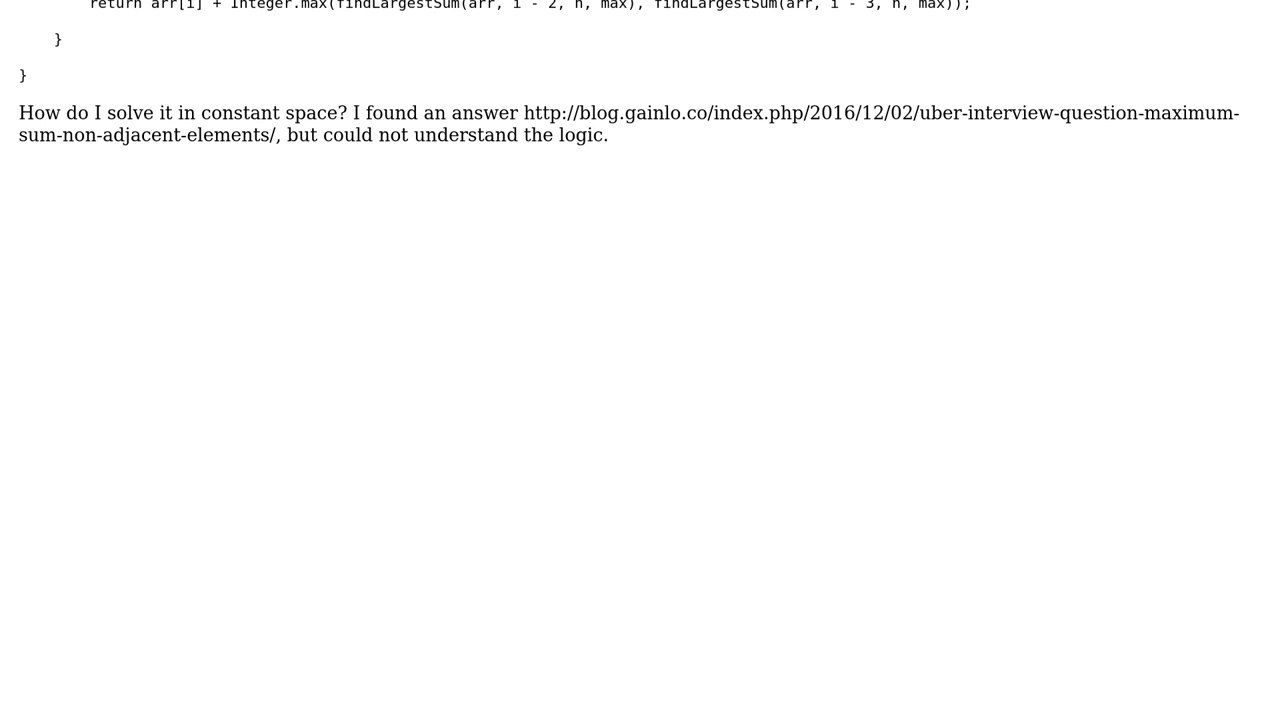 return arr[i] + Integer.max(findLargestSum(arr, i - 2, n, max), findLargestSum(arr, i - 3, n, max));
}
}
How do I solve it in constant space? I found an answer http://blog.gainlo.co/index.php/2016/12/02/uber-interview-question-maximum-
sum-non-adjacent-elements/, but could not understand the logic.